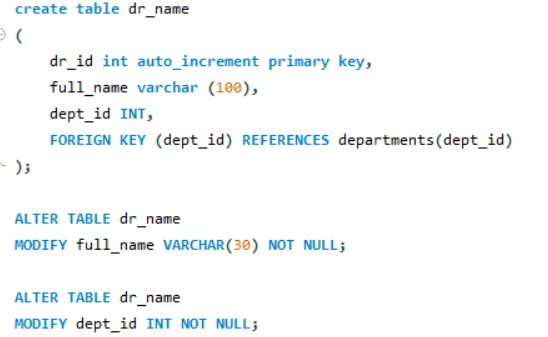 create table dr_name
(
dr_id int auto_increment primary key,
full_name varchar (100),
dept_id INT,
FOREIGN KEY (dept_id) REFERENCES departments(dept_id)
);
ALTER TABLE dr_name
MODIFY full_name VARCHAR(30) NOT NULL;
ALTER TABLE dr_name
MODIFY dept_id INT NOT NULL;